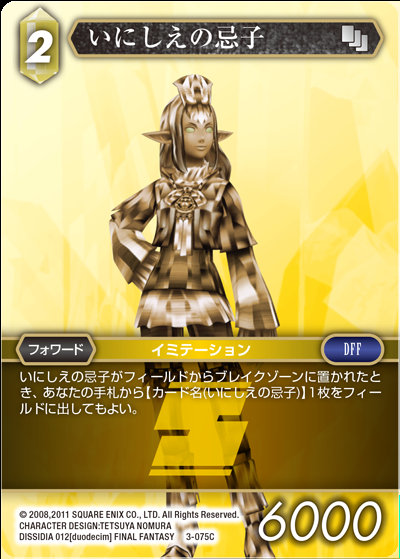 2
いにしえの忌子
フォワード
イミテーション
DFF
いにしえの忌子がフィールドからブレイクゾーンに置かれたと
き、あなたの手札から【カード名(いにしえの忌子)】1枚をフィー
ルドに出してもよい。
© 2008,2011 SQUARE ENIX CO., LTD. All Rights Reserved.
CHARACTER DESIGN:TETSUYA NOMURA
DISSIDIA 012[duodecim] FINAL FANTASY
3-075C
6000